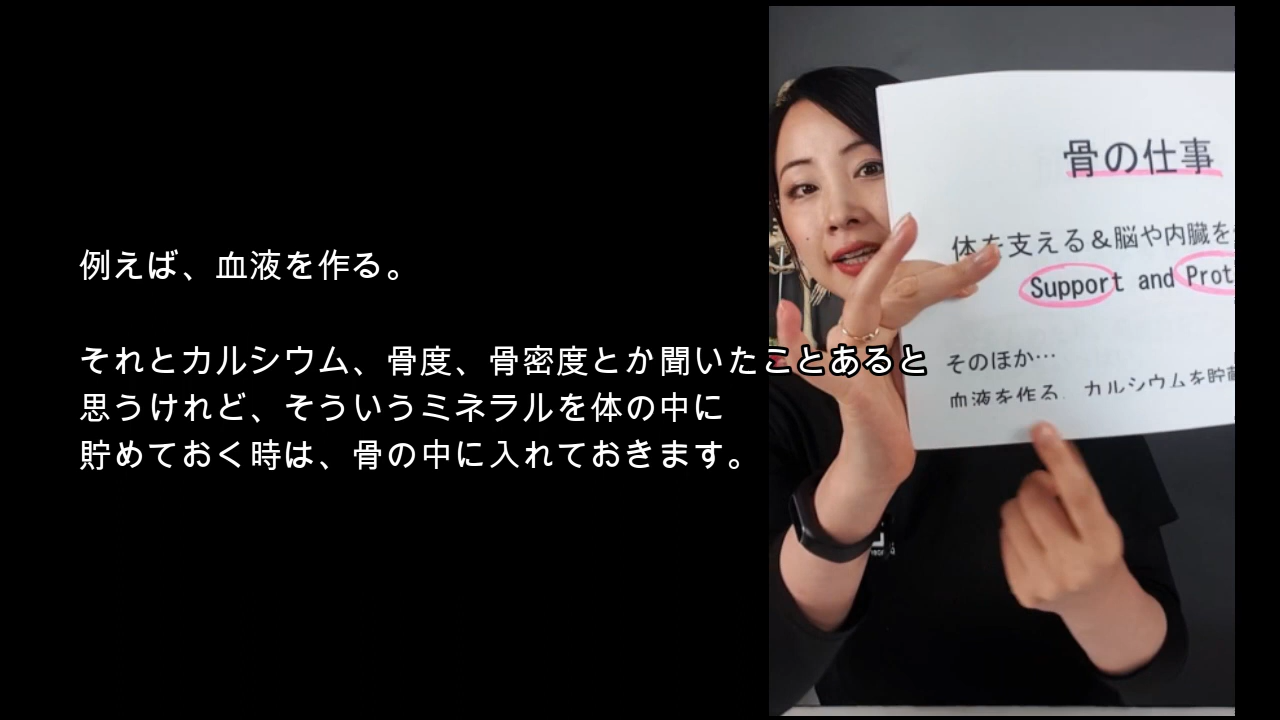 例えば、血液を作る。
それとカルシウム、骨度、骨密度とか聞いたことあると
思うけれど、そういうミネラルを体の中に
貯めておく時は、骨の中に入れておきます。
骨の仕事
体を支える＆脳や内臓を
Support and Prot
そのほか…
血液を作る、カルシウムを貯蔵